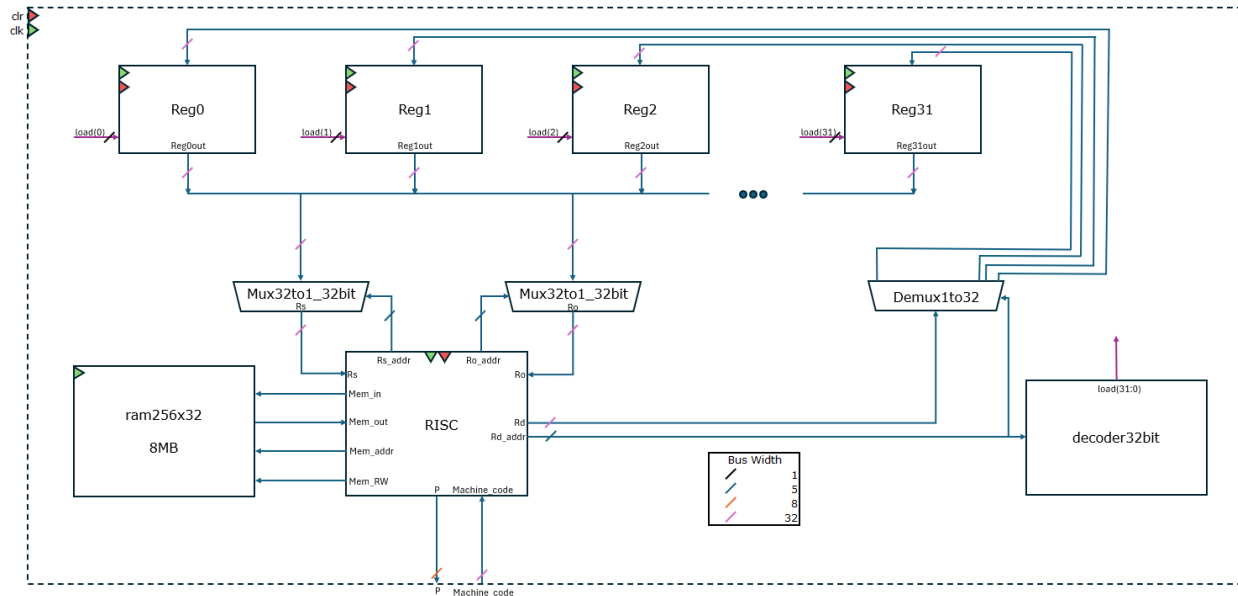 clr
clk
Reg0
Reg1
Reg2
Reg31
load(0)
load(1)
load(2)
load(31)
Reg0out
Reg1out
Reg2out
Reg31out
Mux32to1_32bit
Rs
Mux32to1_32bit
Ro
Demux1to32
Rs_addr
Ro_addr
Rs
Ro
Mem_in
Mem_out
Mem_addr
Mem_RW
RISC
Rd
Rd_addr
P
Machine_code
ram256x32
8MB
load(31:0)
decoder32bit
Bus Width
1
5
8
32
P
Machine_code